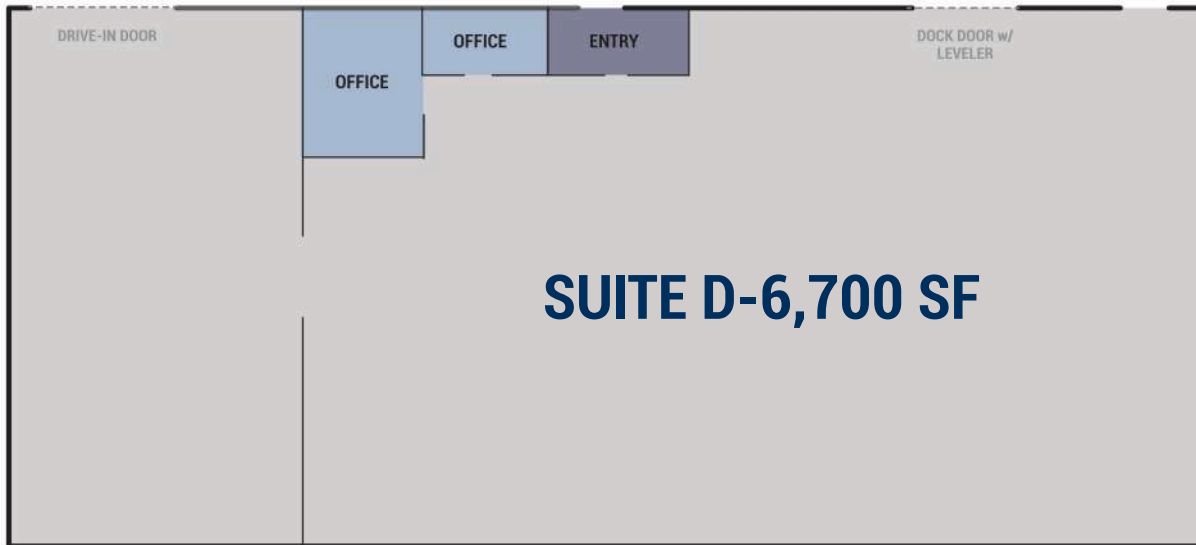 DRIVE-IN DOOR
OFFICE
OFFICE
ENTRY
DOCK DOOR w/
LEVELER
SUITE D-6,700 SF